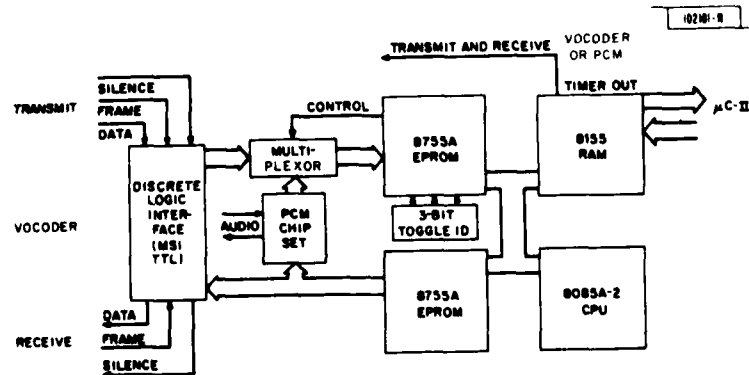 102181-N
TRANSMIT AND RECEIVE
VOCODER
OR PCM
SILENCE
TRANSMIT
FRAME
DATA
CONTROL
TIMER OUT
μC-II
MULTI-
PLEXOR
8755A
EPROM
8155
RAM
DISCRETE
LOGIC
INTER-
FACE
(MSI
TTL)
VOCODER
AUDIO
PCM
CHIP
SET
3-BIT
TOGGLE ID
8755A
EPROM
8085A-2
CPU
DATA
RECEIVE
FRAME
SILENCE